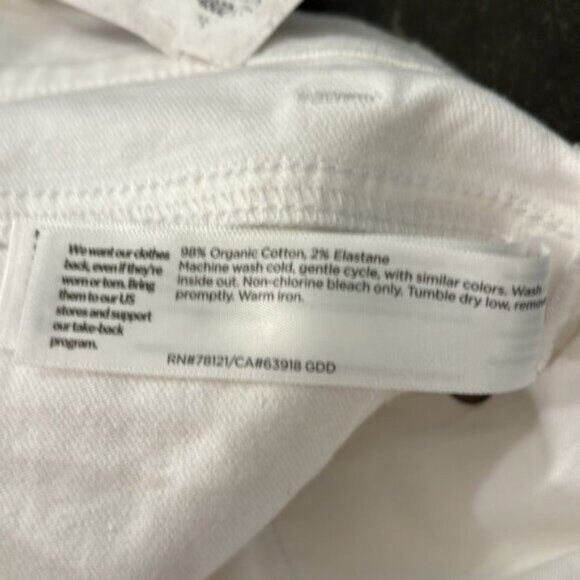 We want our clothes
back, even if they're
worn or torn. Bring
them to our US
stores and support
our take-back
program.
98% Organic Cotton, 2% Elastane
Machine wash cold, gentle cycle, with similar colors. Wash
inside out. Non-chlorine bleach only. Tumble dry low, remove
promptly. Warm iron.
RN#78121/CA#63918 GDD